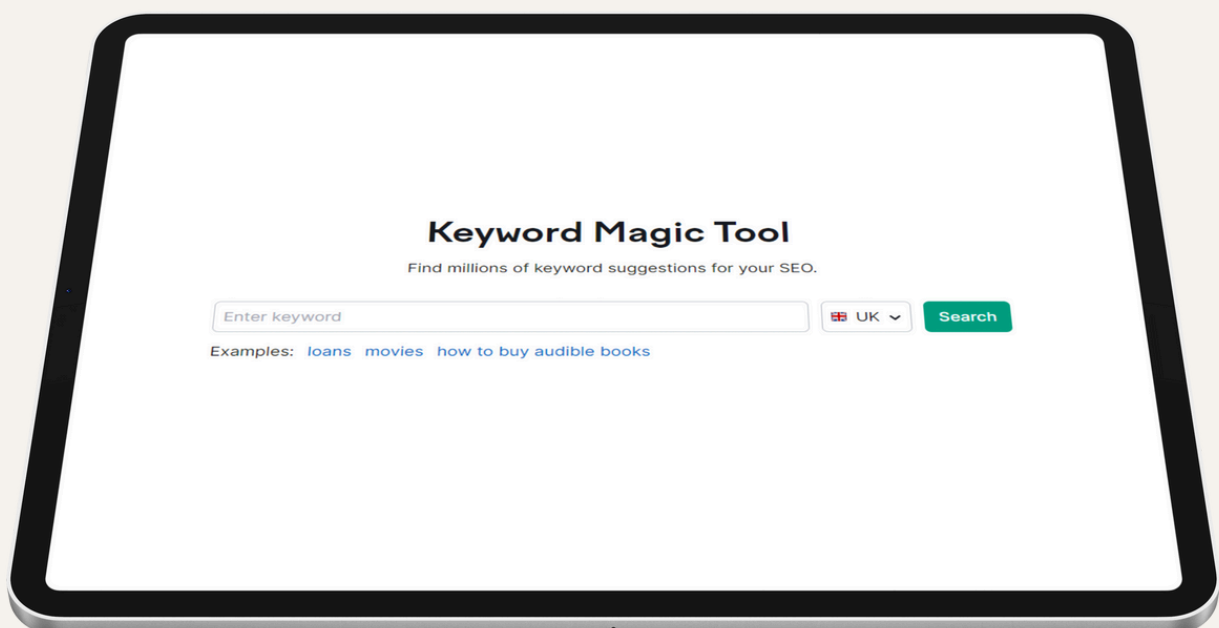 Keyword Magic Tool
Find millions of keyword suggestions for your SEO.
Enter keyword
UK
Search
Examples: loans movies how to buy audible books